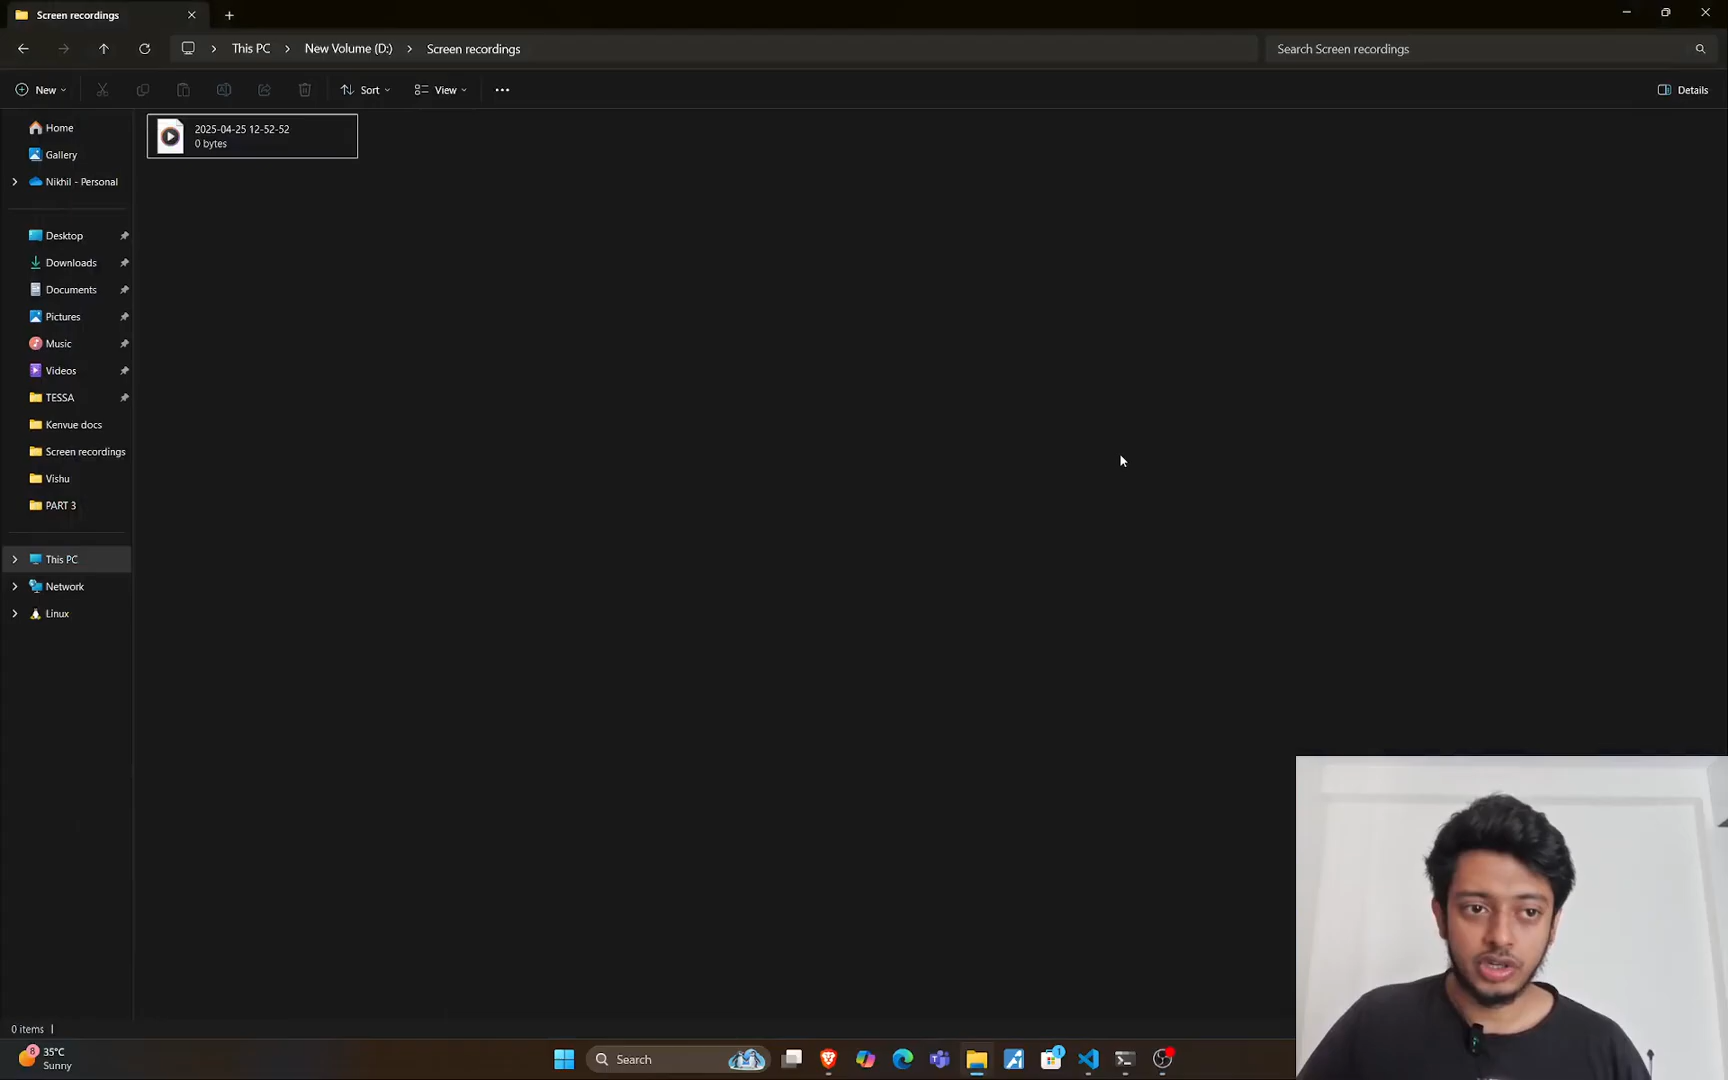 Screen recordings
This PC > New Volume (D:) > Screen recordings
Search Screen recordings
New
Sort
View
Details
2025-04-25 12-52-52
0 bytes
Home
Gallery
Nikhil - Personal
Desktop
Downloads
Documents
Pictures
Music
Videos
TESSA
Kenvue docs
Screen recordings
Vishu
PART 3
This PC
Network
Linux
0 items
8
35°C
Sunny
Search
1